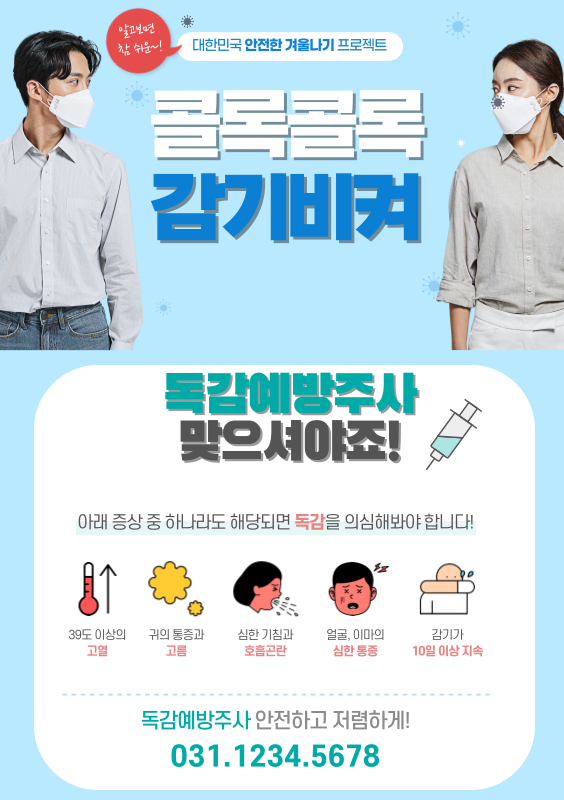 알고보면
참 쉬운~!
대한민국 안전한 겨울나기 프로젝트
콜록콜록
감기비켜
독감예방주사
맞으셔야죠!
아래 증상 중 하나라도 해당되면 독감을 의심해봐야 합니다!
39도 이상의
고열
귀의 통증과
고름
심한 기침과
호흡곤란
얼굴, 이마의
심한 통증
감기가
10일 이상 지속
독감예방주사 안전하고 저렴하게!
031.1234.5678